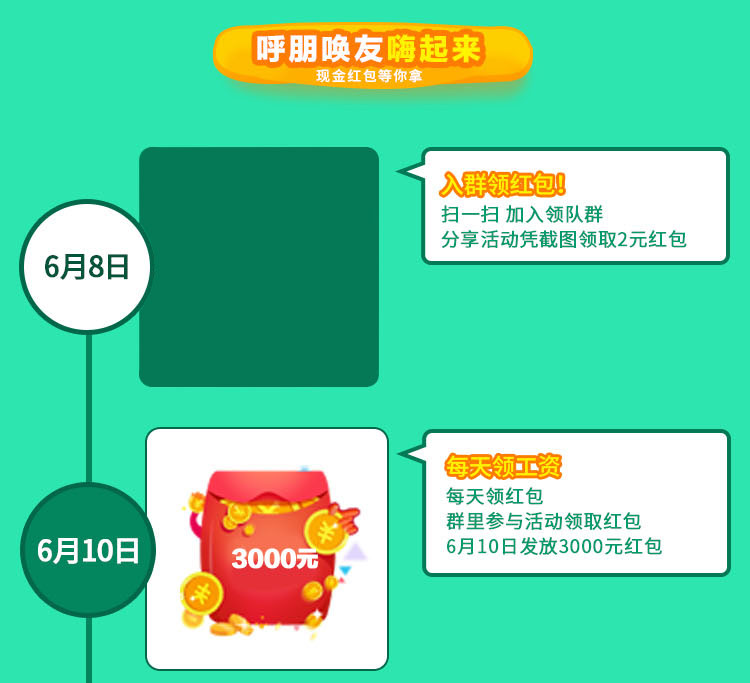 呼朋唤友嗨起来
现金红包等你拿
6月8日
入群领红包!
扫一扫 加入领队群
分享活动凭截图领取2元红包
6月10日
3000元
每天领工资
每天领红包
群里参与活动领取红包
6月10日发放3000元红包